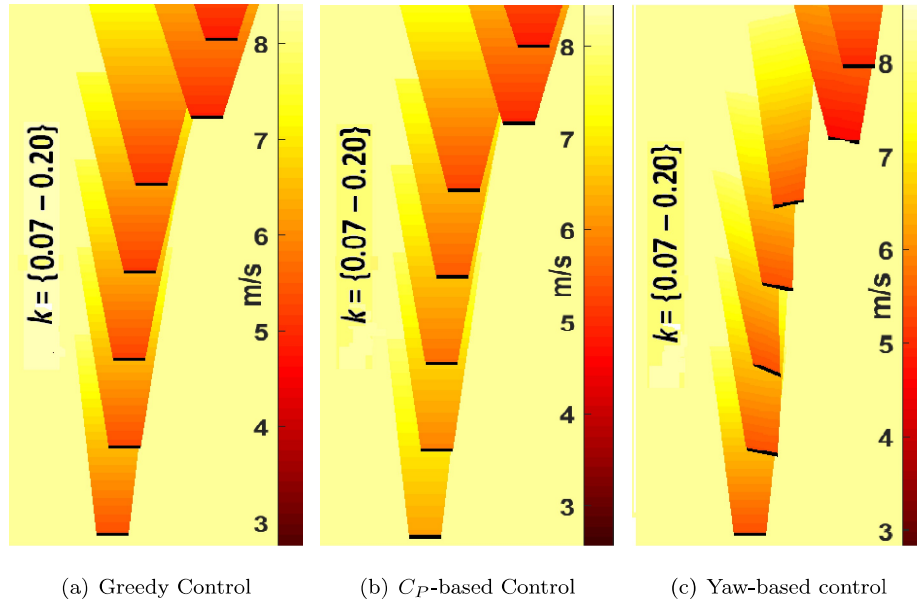 8
7
6
5
4
3
m/s
k = {0.07 – 0.20}
8
7
6
5
4
3
m/s
k = {0.07 – 0.20}
8
7
6
5
4
3
m/s
k = {0.07 – 0.20}
(a) Greedy Control
(b) C_P-based Control
(c) Yaw-based control